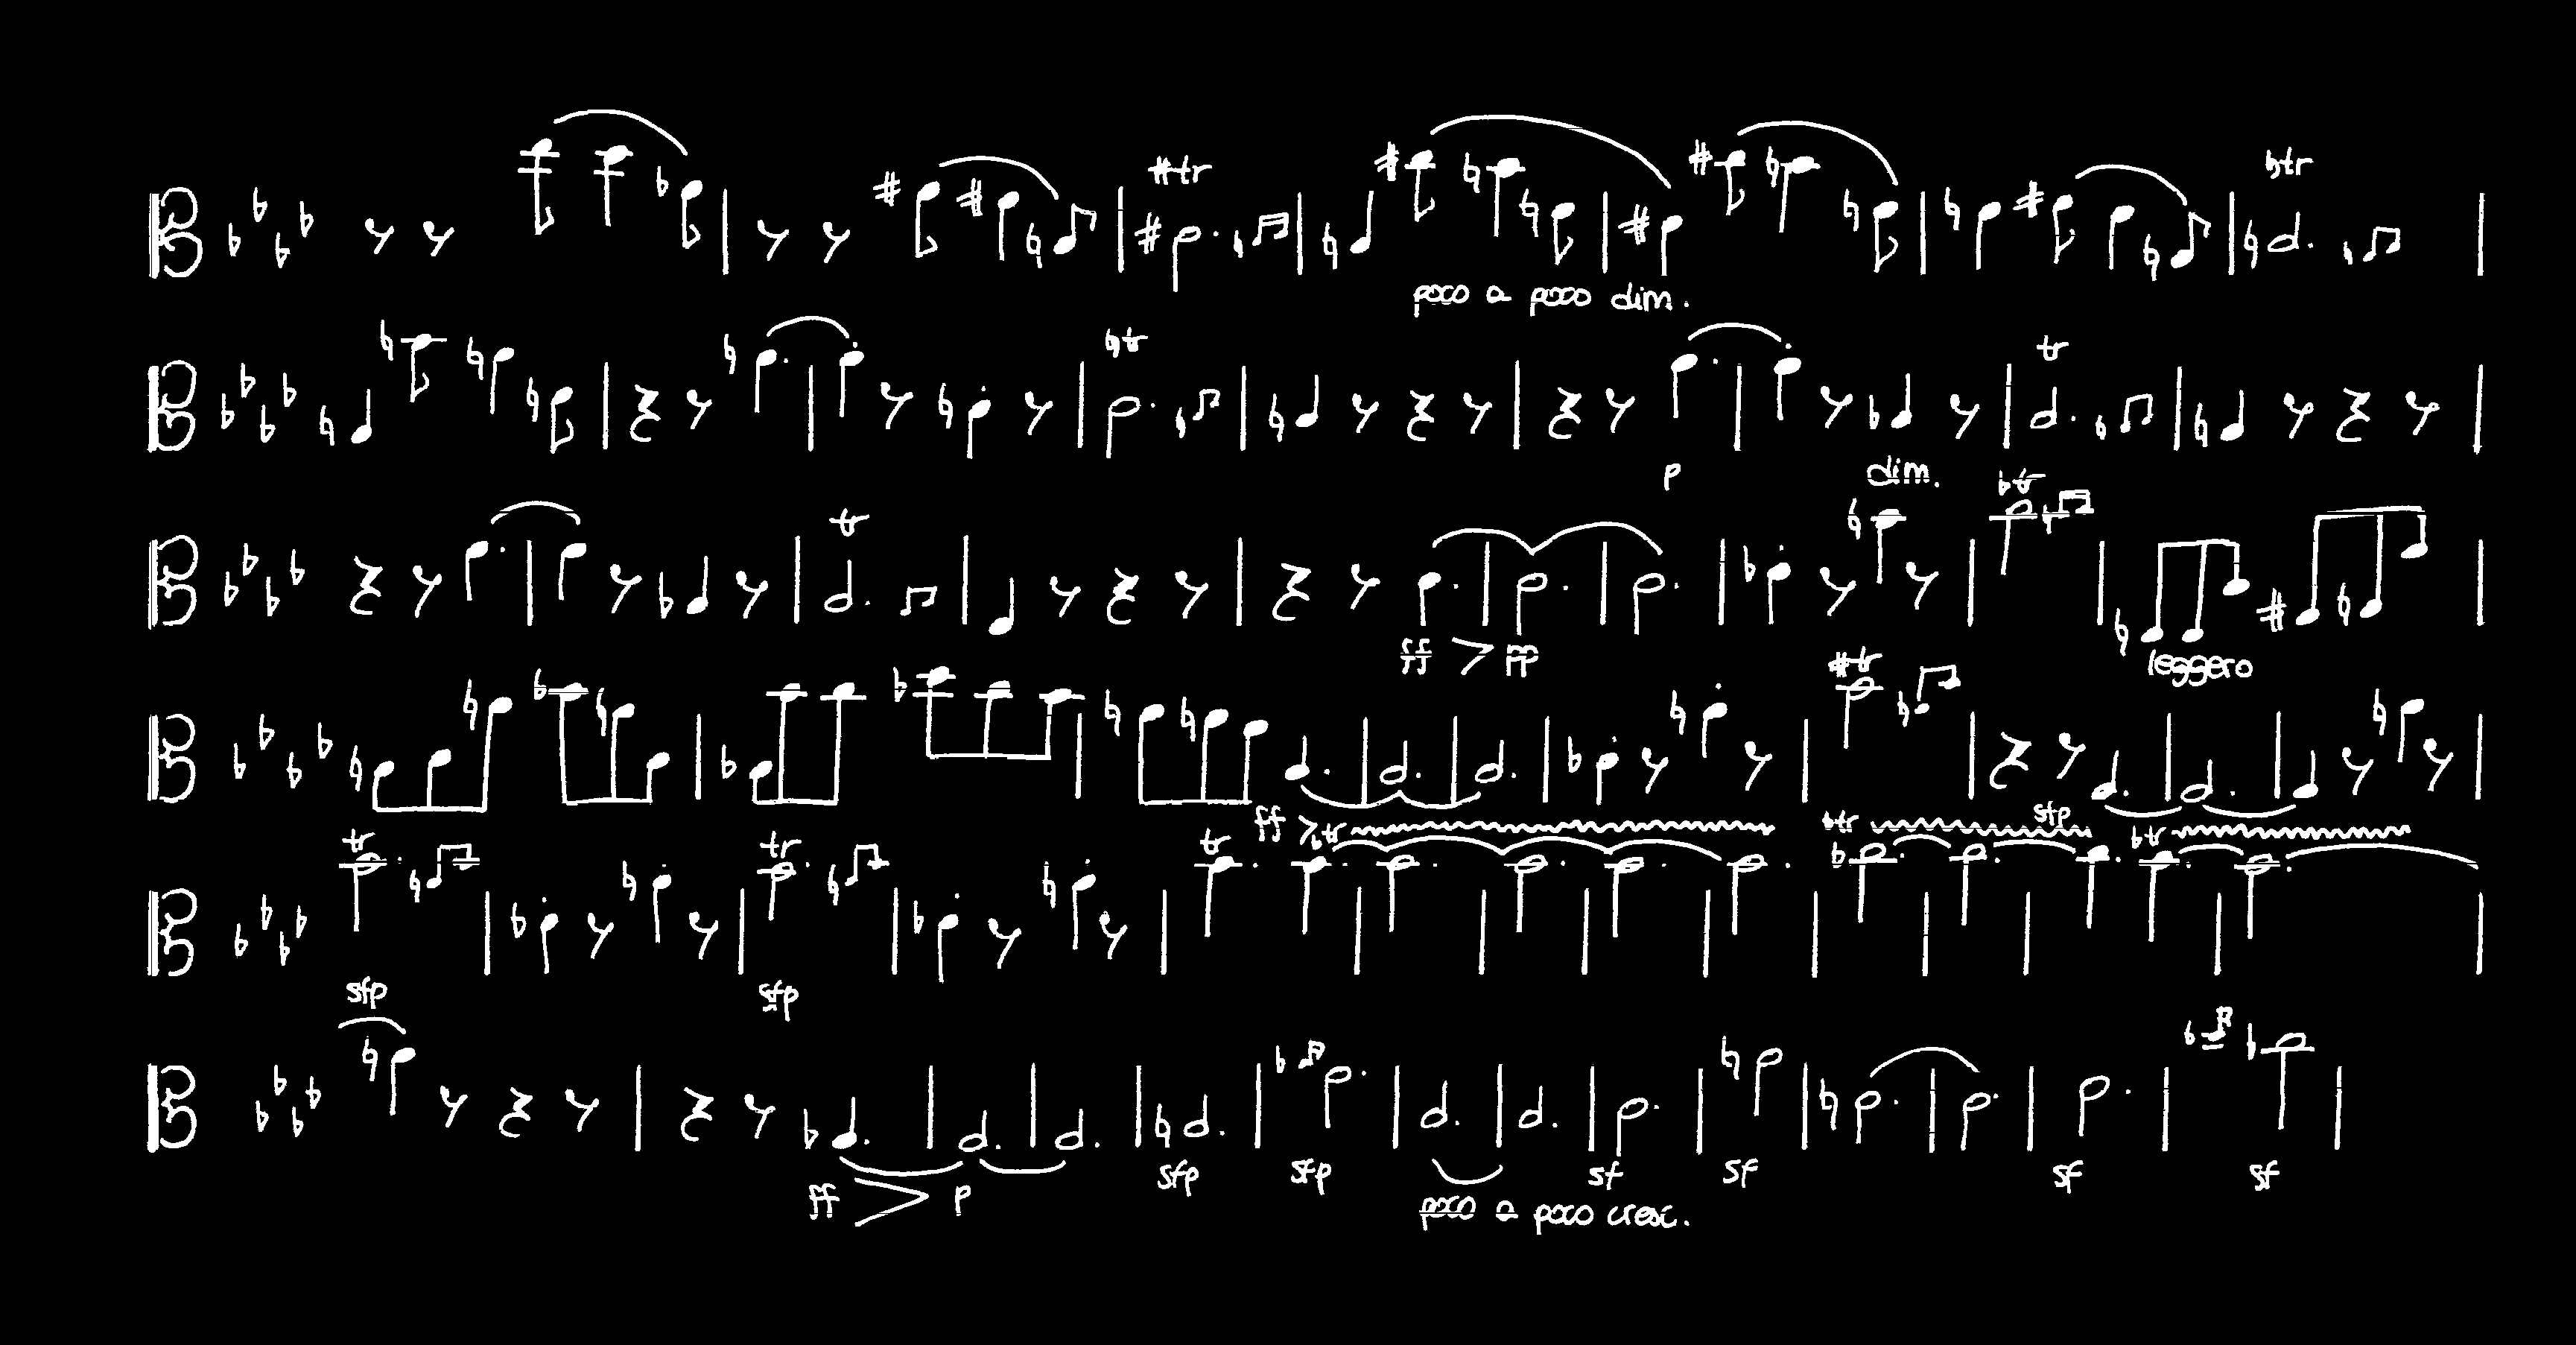 tr tr
poco a poco dim.
tr tr
p dim.
tr tr
ff pp leggero
tr
ff sfp
tr tr tr tr tr tr
sfp sfp
ff p sfp sfp sf sf sf sf
poco a poco cresc.